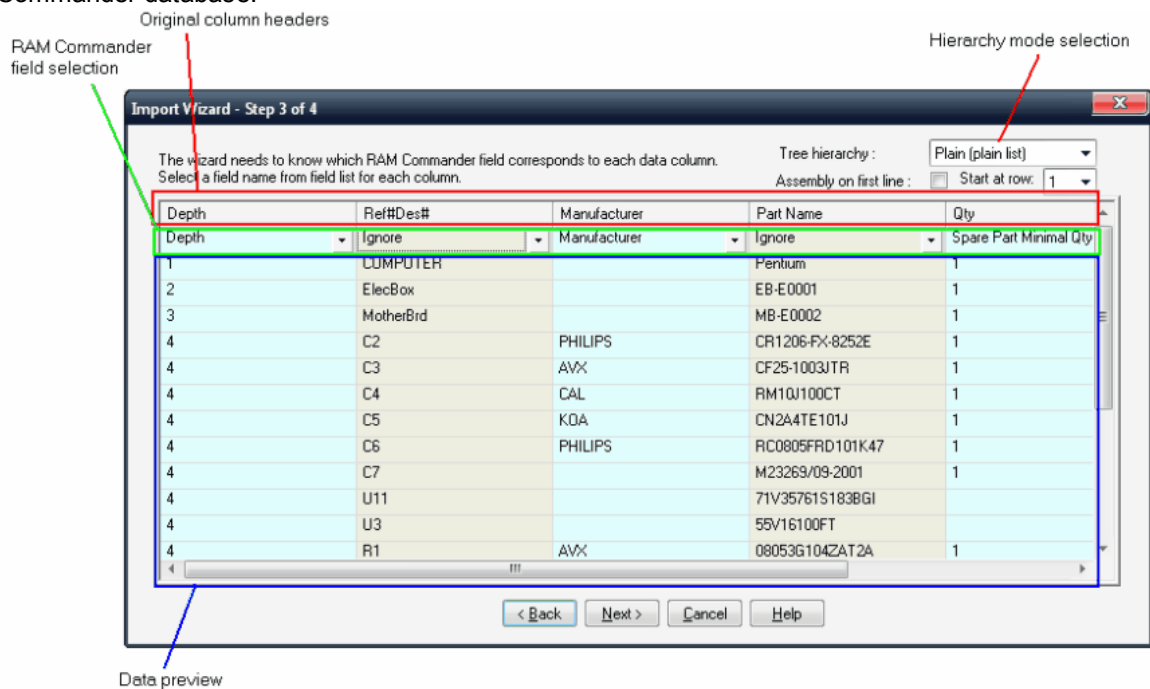 Commander database.
Original column headers
RAM Commander
field selection
Hierarchy mode selection
Import Wizard - Step 3 of 4
The wizard needs to know which RAM Commander field corresponds to each data column.
Select a field name from field list for each column.
Tree hierarchy : Plain (plain list)
Assembly on first line : Start at row: 1
Depth Ref#Des# Manufacturer Part Name Qty
Depth Ignore Manufacturer Ignore Spare Part Minimal Qty
1 COMPUTER Pentium 1
2 ElecBox EB-E0001 1
3 MotherBrd MB-E0002 1
4 C2 PHILIPS CR1206-FX-8252E 1
4 C3 AVX CF25-1003JTR 1
4 C4 CAL RM10J100CT 1
4 C5 KOA CN2A4TE101J 1
4 C6 PHILIPS RC0805FRD101K47 1
4 C7 M23269/09-2001 1
4 U11 71V35761S183BGI
4 U3 55V16100FT
4 R1 AVX 08053G104ZAT2A 1
< Back Next > Cancel Help
Data preview